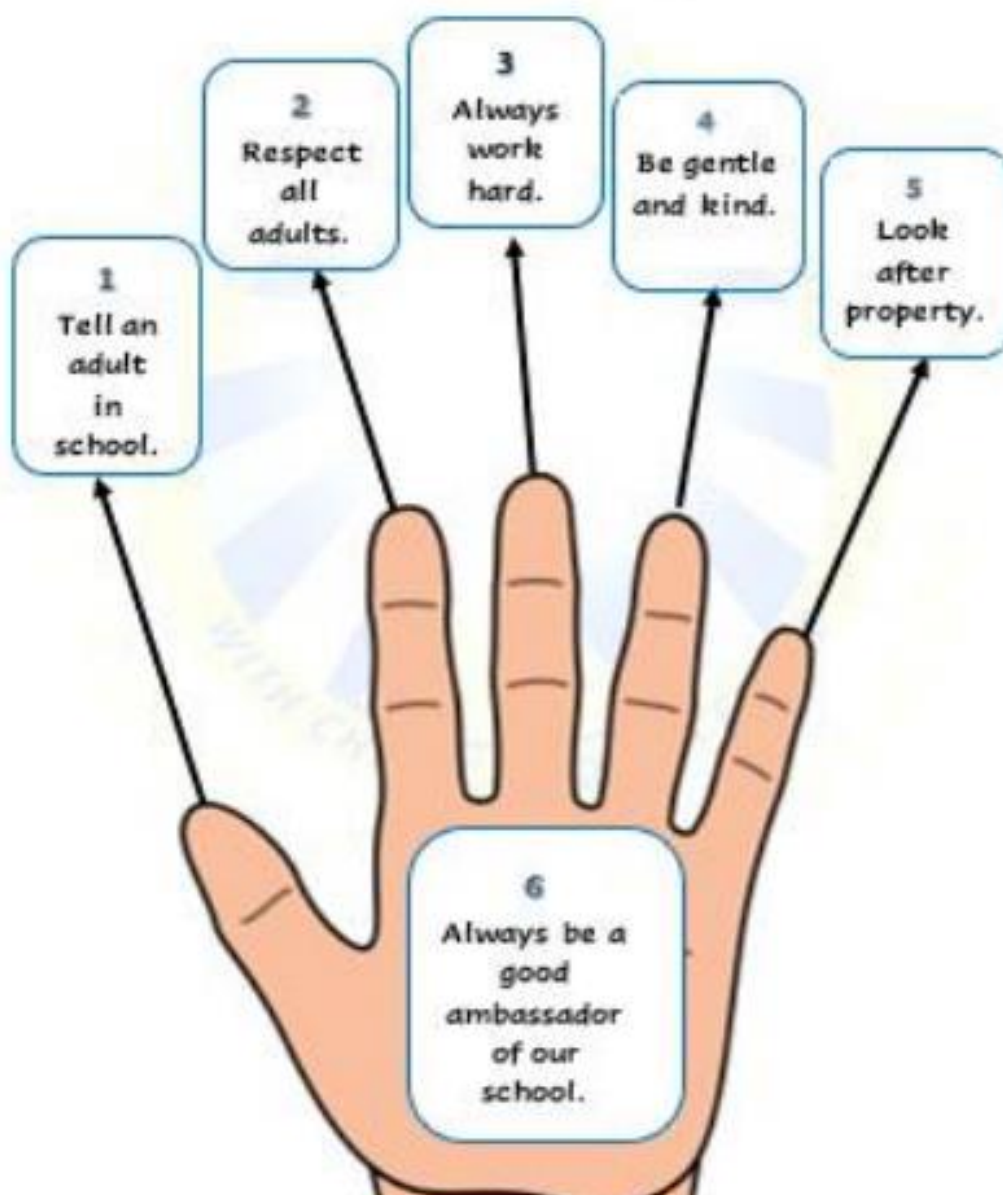 1
Tell an
adult
in
school.
2
Respect
all
adults.
3
Always
work
hard.
4
Be gentle
and kind.
5
Look
after
property.
6
Always be a
good
ambassador
of our
school.
WITH